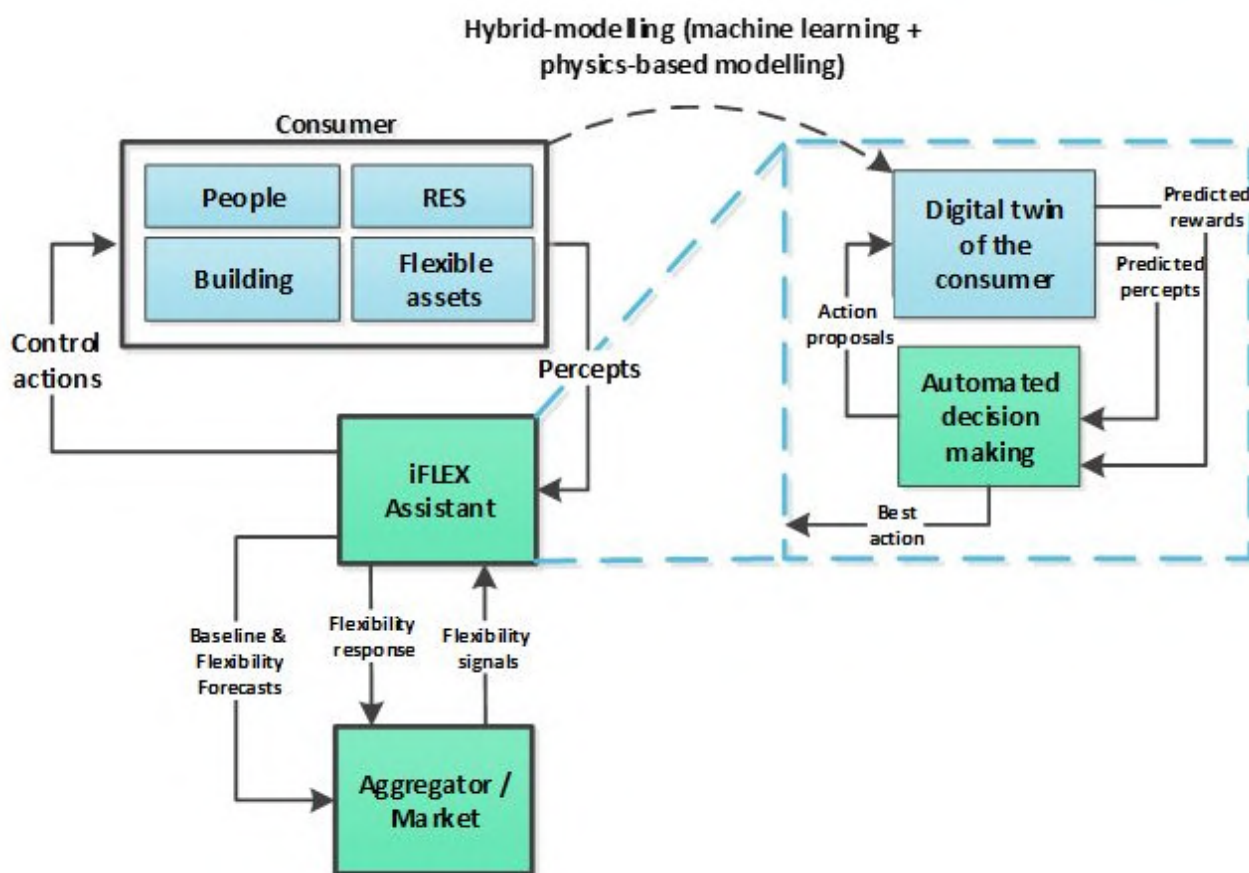 Hybrid-modelling (machine learning +
physics-based modelling)
Consumer
People
RES
Building
Flexible
assets
Control
actions
Percepts
iFLEX
Assistant
Baseline &
Flexibility
Forecasts
Flexibility
response
Flexibility
signals
Aggregator /
Market
Digital twin
of the
consumer
Predicted
rewards
Predicted
percepts
Action
proposals
Automated
decision
making
Best
action